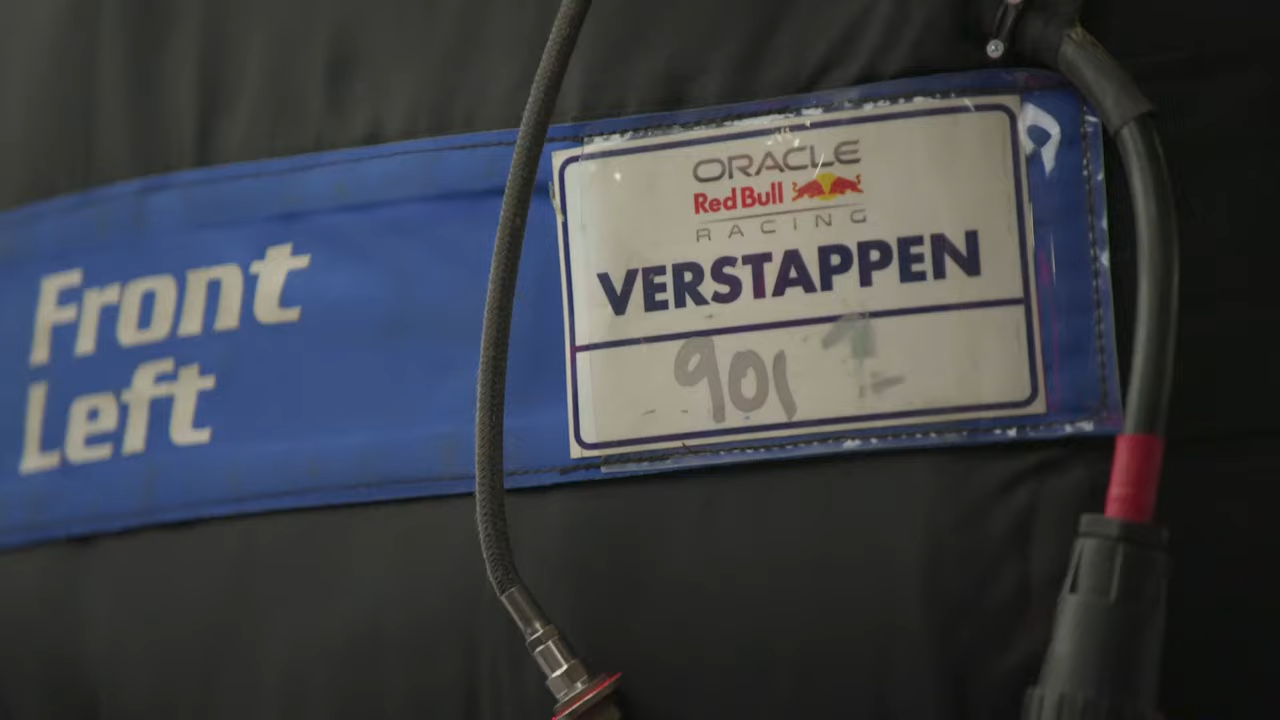 Front
Left
ORACLE
Red Bull
RACING
VERSTAPPEN
901